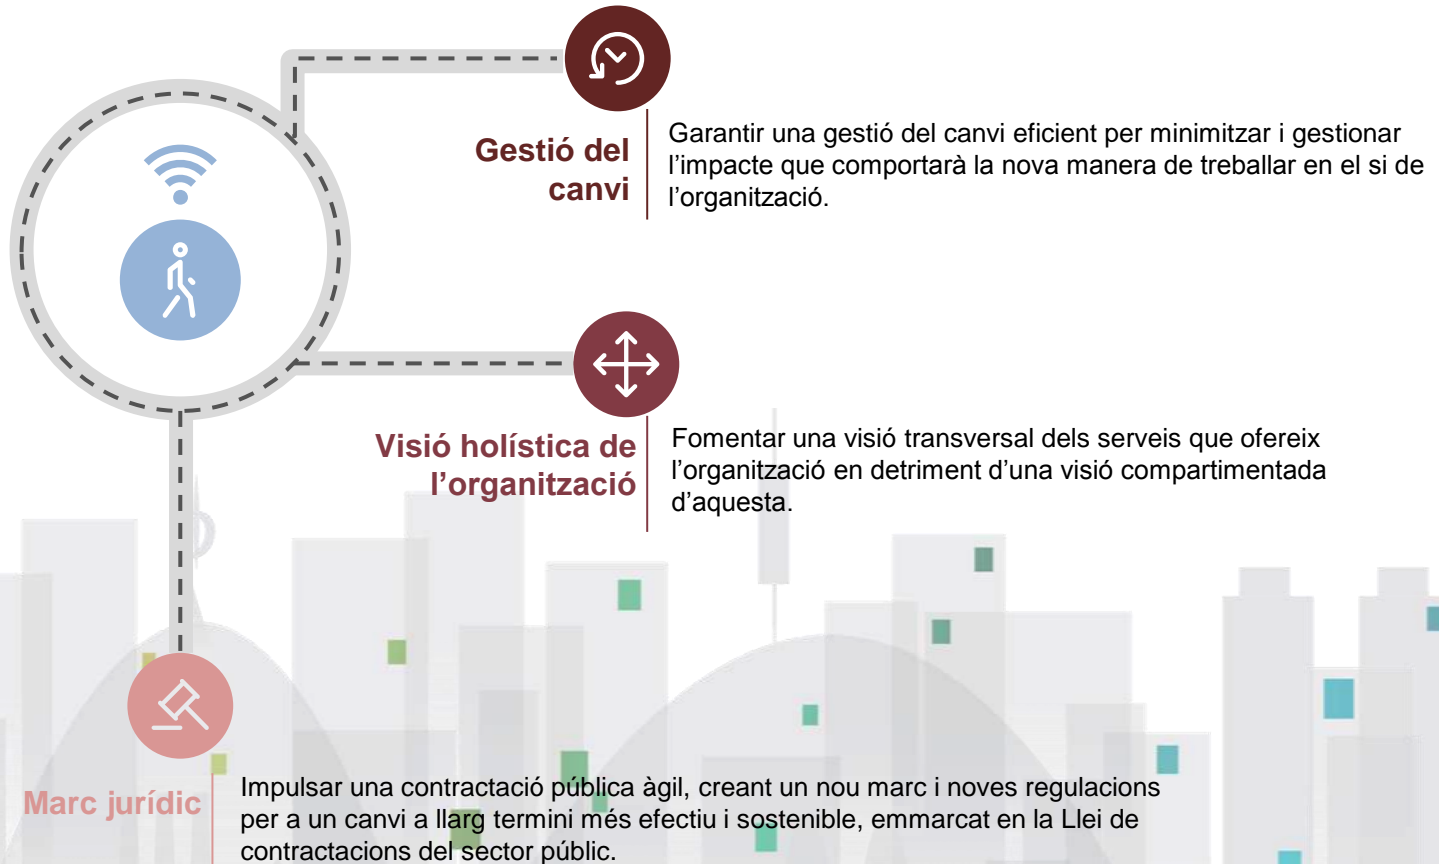 Gestió del
canvi
Garantir una gestió del canvi eficient per minimitzar i gestionar
l’impacte que comportarà la nova manera de treballar en el si de
l’organització.
Visió holística de
l’organització
Fomentar una visió transversal dels serveis que ofereix
l’organització en detriment d’una visió compartimentada
d’aquesta.
Marc jurídic
Impulsar una contractació pública àgil, creant un nou marc i noves regulacions
per a un canvi a llarg termini més efectiu i sostenible, emmarcat en la Llei de
contractacions del sector públic.